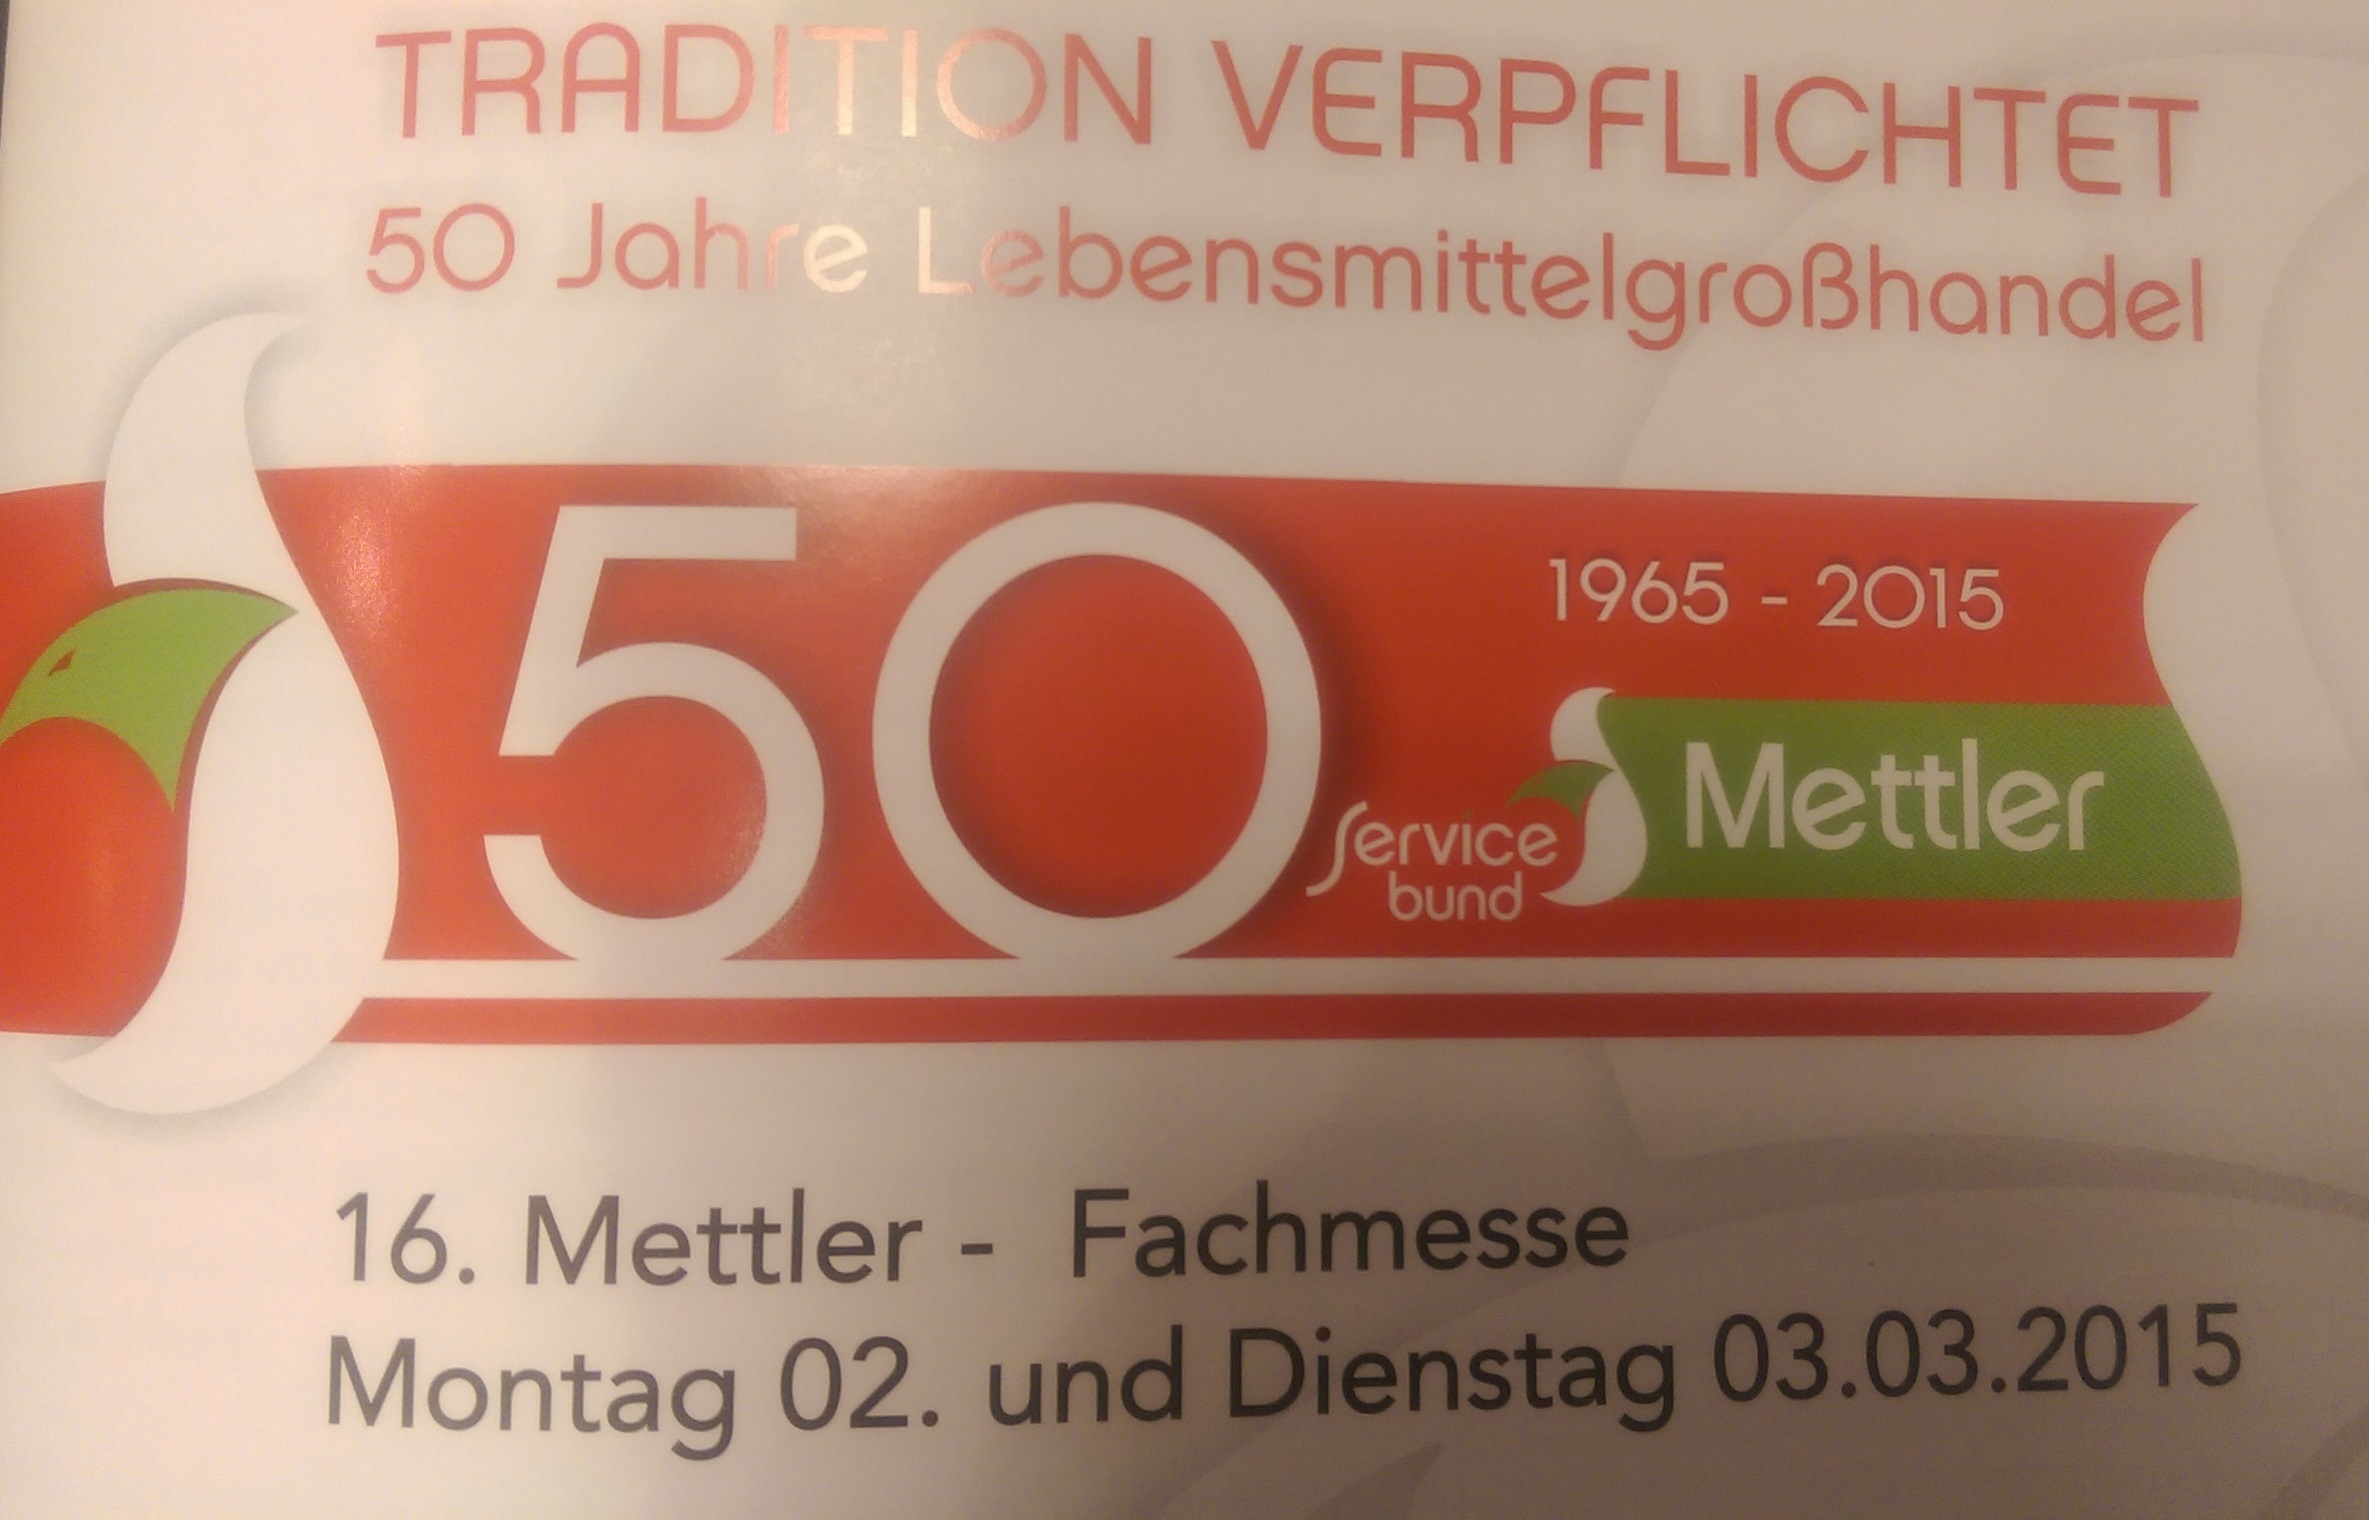 TRADITION VERPFLICHTET
50 Jahre Lebensmittelgroßhandel
50
1965 - 2015
Service
bund
Mettler
16. Mettler - Fachmesse
Montag 02. und Dienstag 03.03.2015